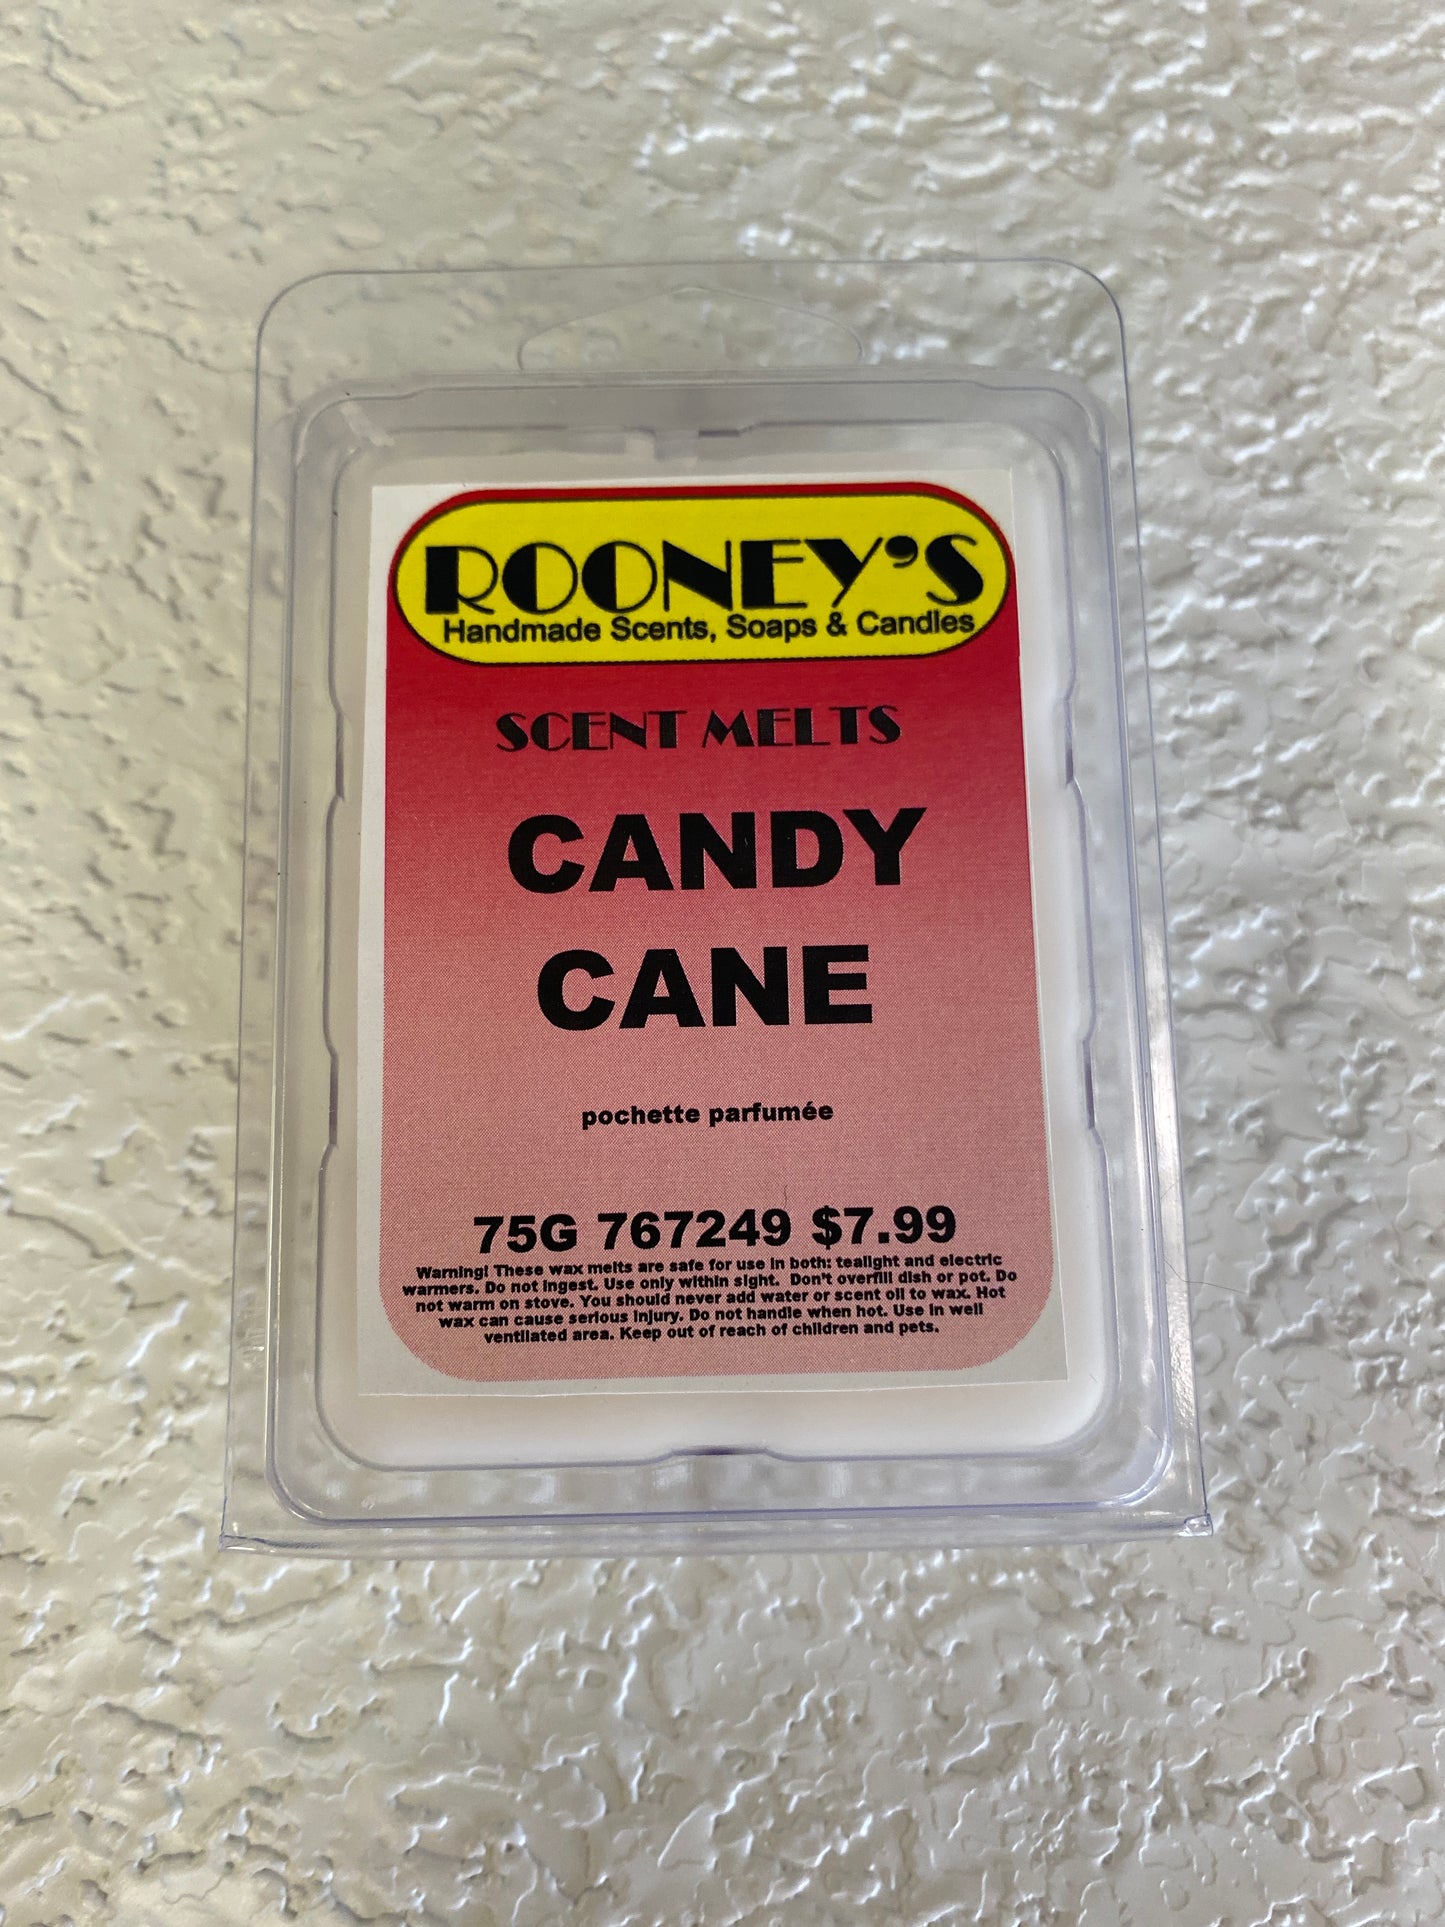 ROONEY'S
Handmade Scents, Soaps & Candles
SCENT MELTS
CANDY
CANE
pochette parfumée
75G 767249 $7.99
Warning! These wax melts are safe for use in both: tealight and electric
warmers. Do not ingest. Use only within sight. Don't overfill dish or pot. Do
not warm on stove. You should never add water or scent oil to wax. Hot
wax can cause serious injury. Do not handle when hot. Use in well
ventilated area. Keep out of reach of children and pets.